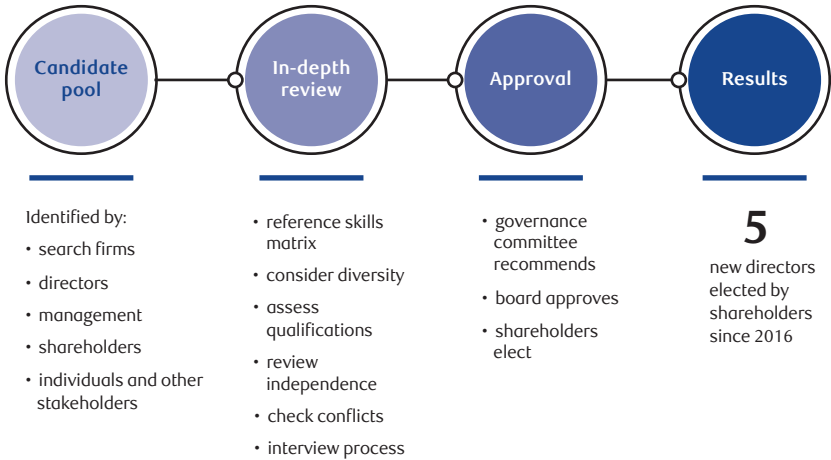 Candidate
pool
In-depth
review
Approval
Results
Identified by:
• search firms
• directors
• management
• shareholders
• individuals and other
stakeholders
• reference skills
matrix
• consider diversity
• assess
qualifications
• review
independence
• check conflicts
• interview process
• governance
committee
recommends
• board approves
• shareholders
elect
5
new directors
elected by
shareholders
since 2016